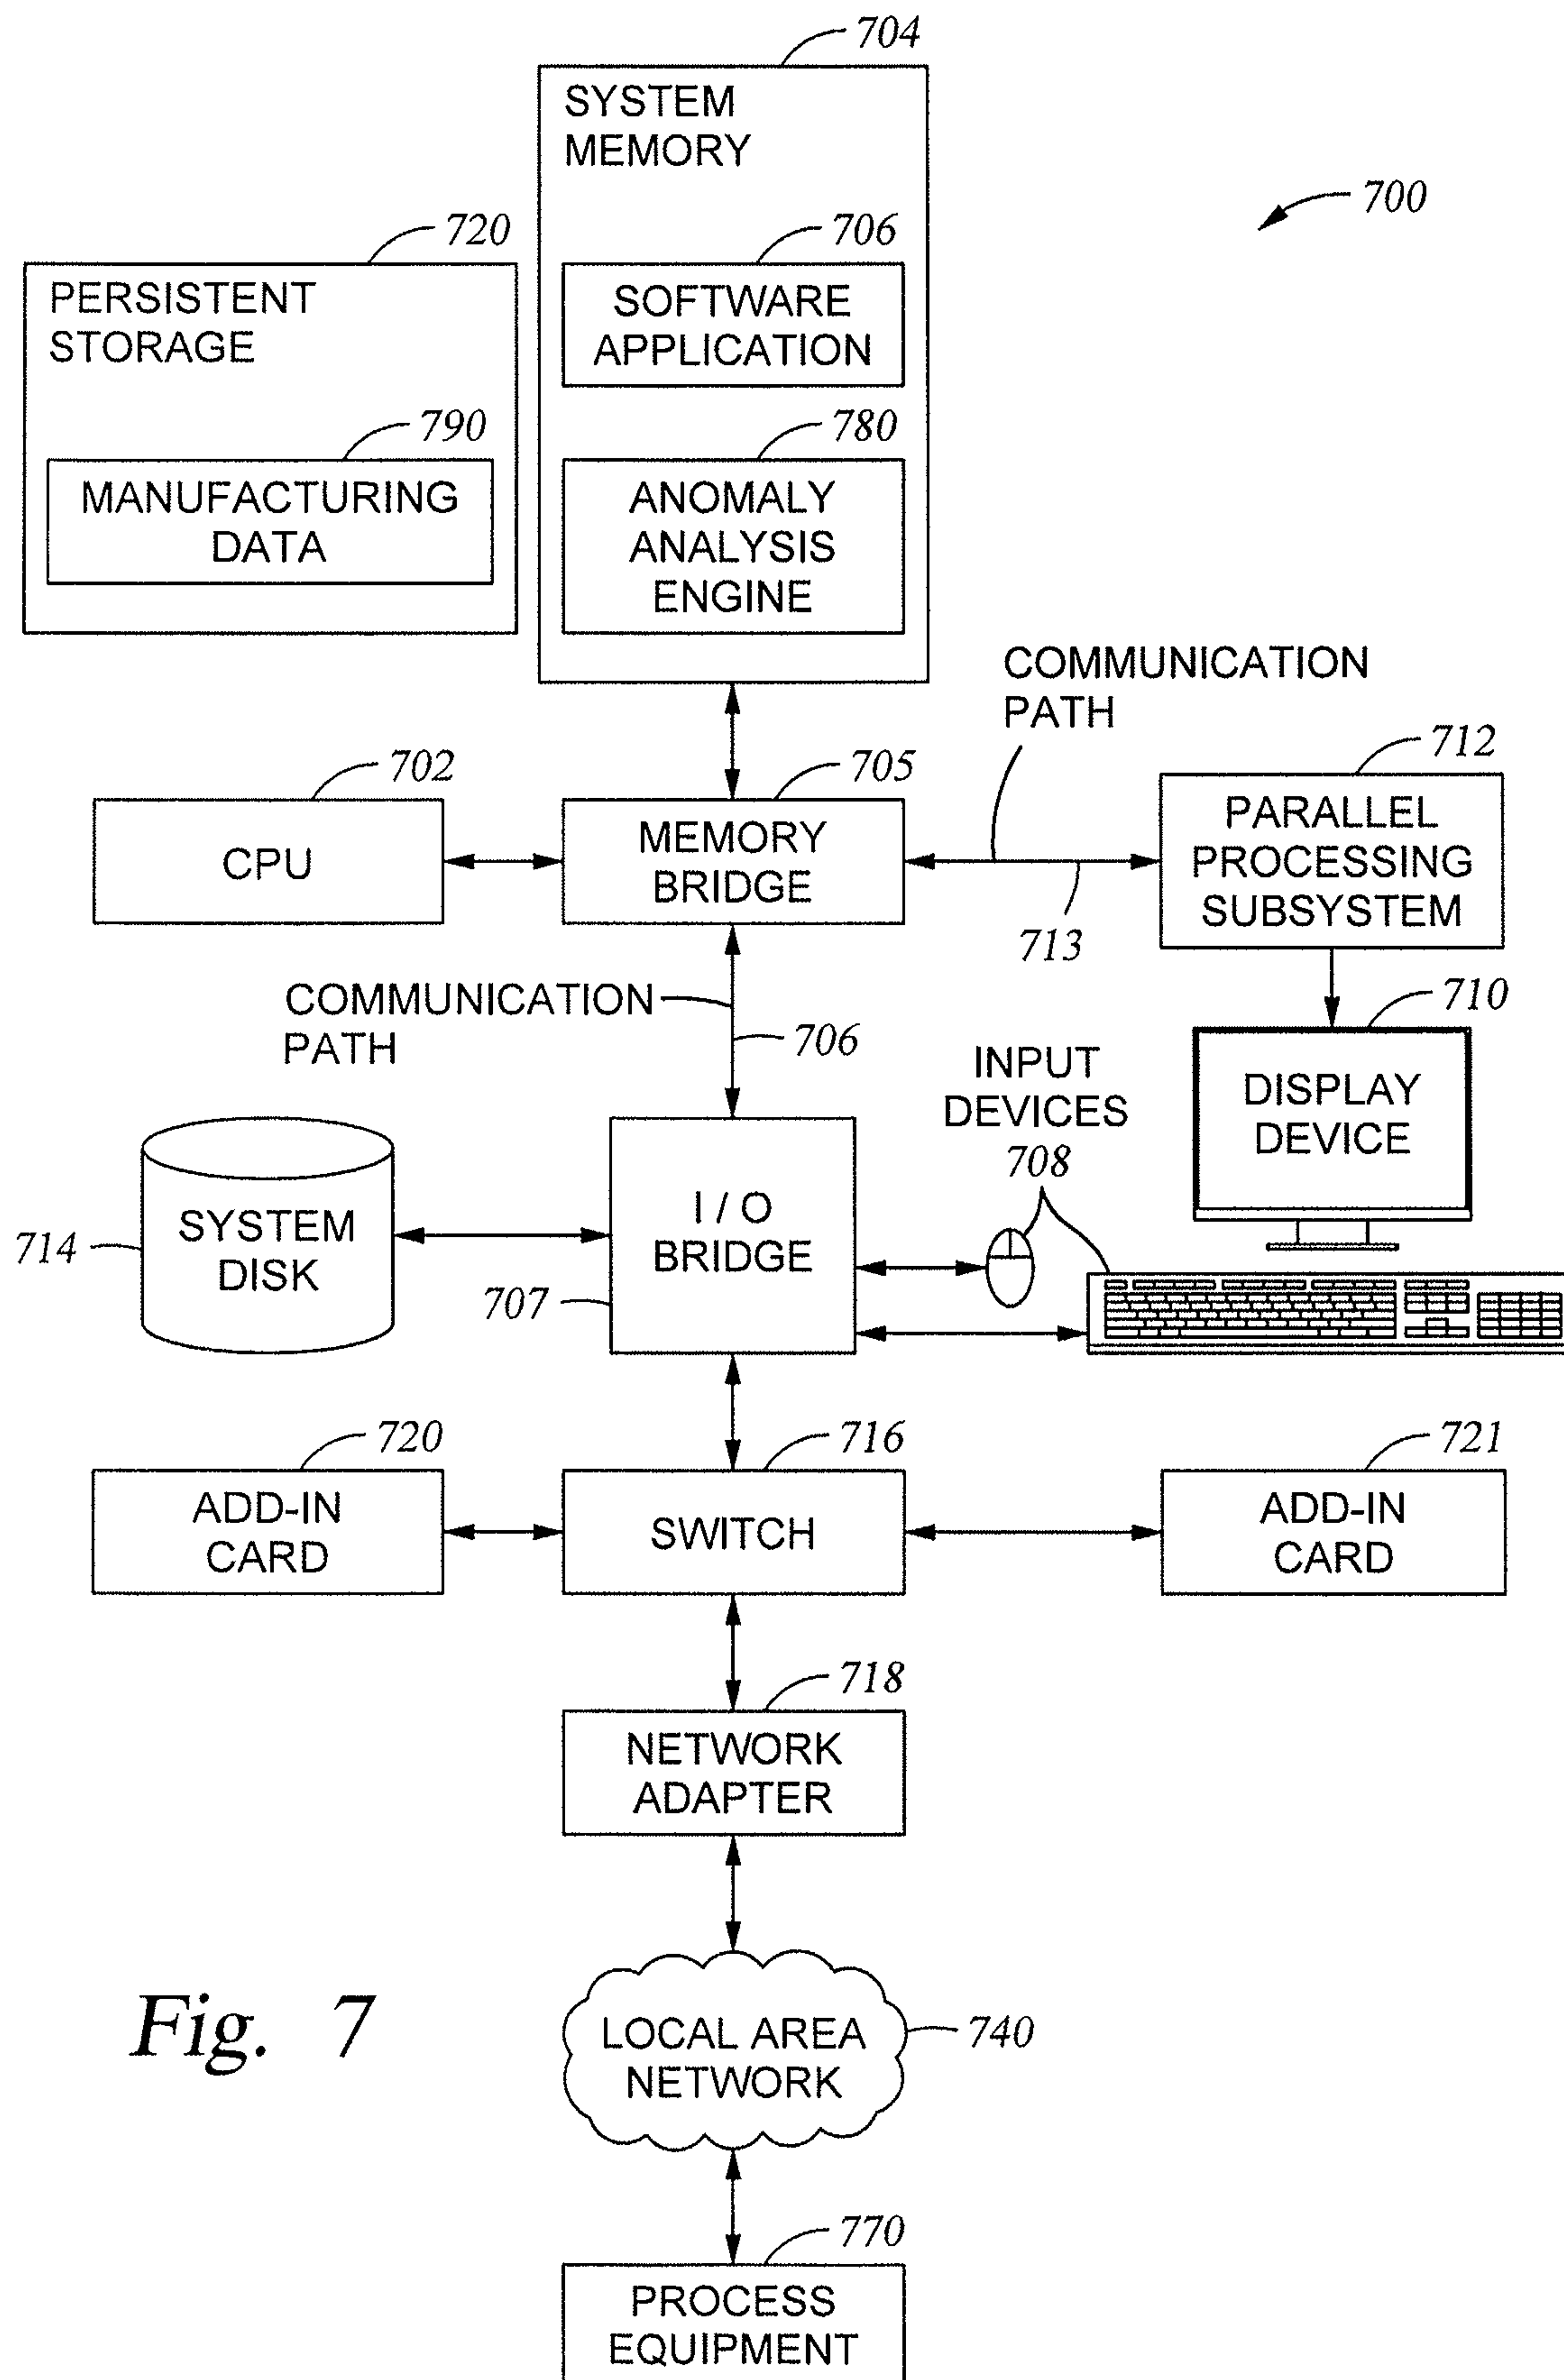 704
SYSTEM
MEMORY
700
720
706
PERSISTENT
STORAGE
SOFTWARE
APPLICATION
790
780
MANUFACTURING
DATA
ANOMALY
ANALYSIS
ENGINE
COMMUNICATION
PATH
702
705
712
CPU
MEMORY
BRIDGE
PARALLEL
PROCESSING
SUBSYSTEM
713
COMMUNICATION
PATH
706
710
INPUT
DEVICES
708
DISPLAY
DEVICE
714
SYSTEM
DISK
I / O
BRIDGE
707
720
716
721
ADD-IN
CARD
SWITCH
ADD-IN
CARD
718
NETWORK
ADAPTER
Fig. 7
LOCAL AREA
NETWORK
740
770
PROCESS
EQUIPMENT